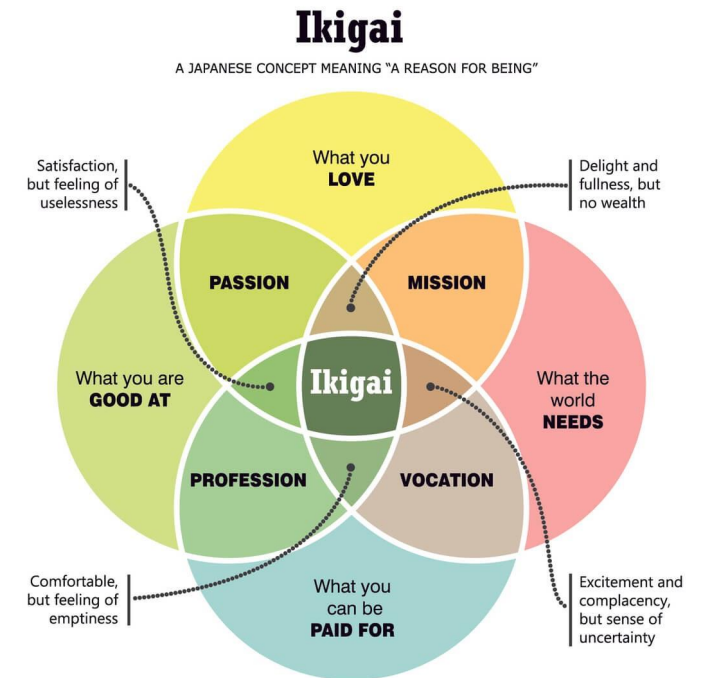 Ikigai
A JAPANESE CONCEPT MEANING “A REASON FOR BEING”
What you
LOVE
Satisfaction,
but feeling of
uselessness
Delight and
fullness, but
no wealth
PASSION
MISSION
What you are
GOOD AT
Ikigai
What the
world
NEEDS
PROFESSION
VOCATION
Comfortable,
but feeling of
emptiness
What you
can be
PAID FOR
Excitement and
complacency,
but sense of
uncertainty